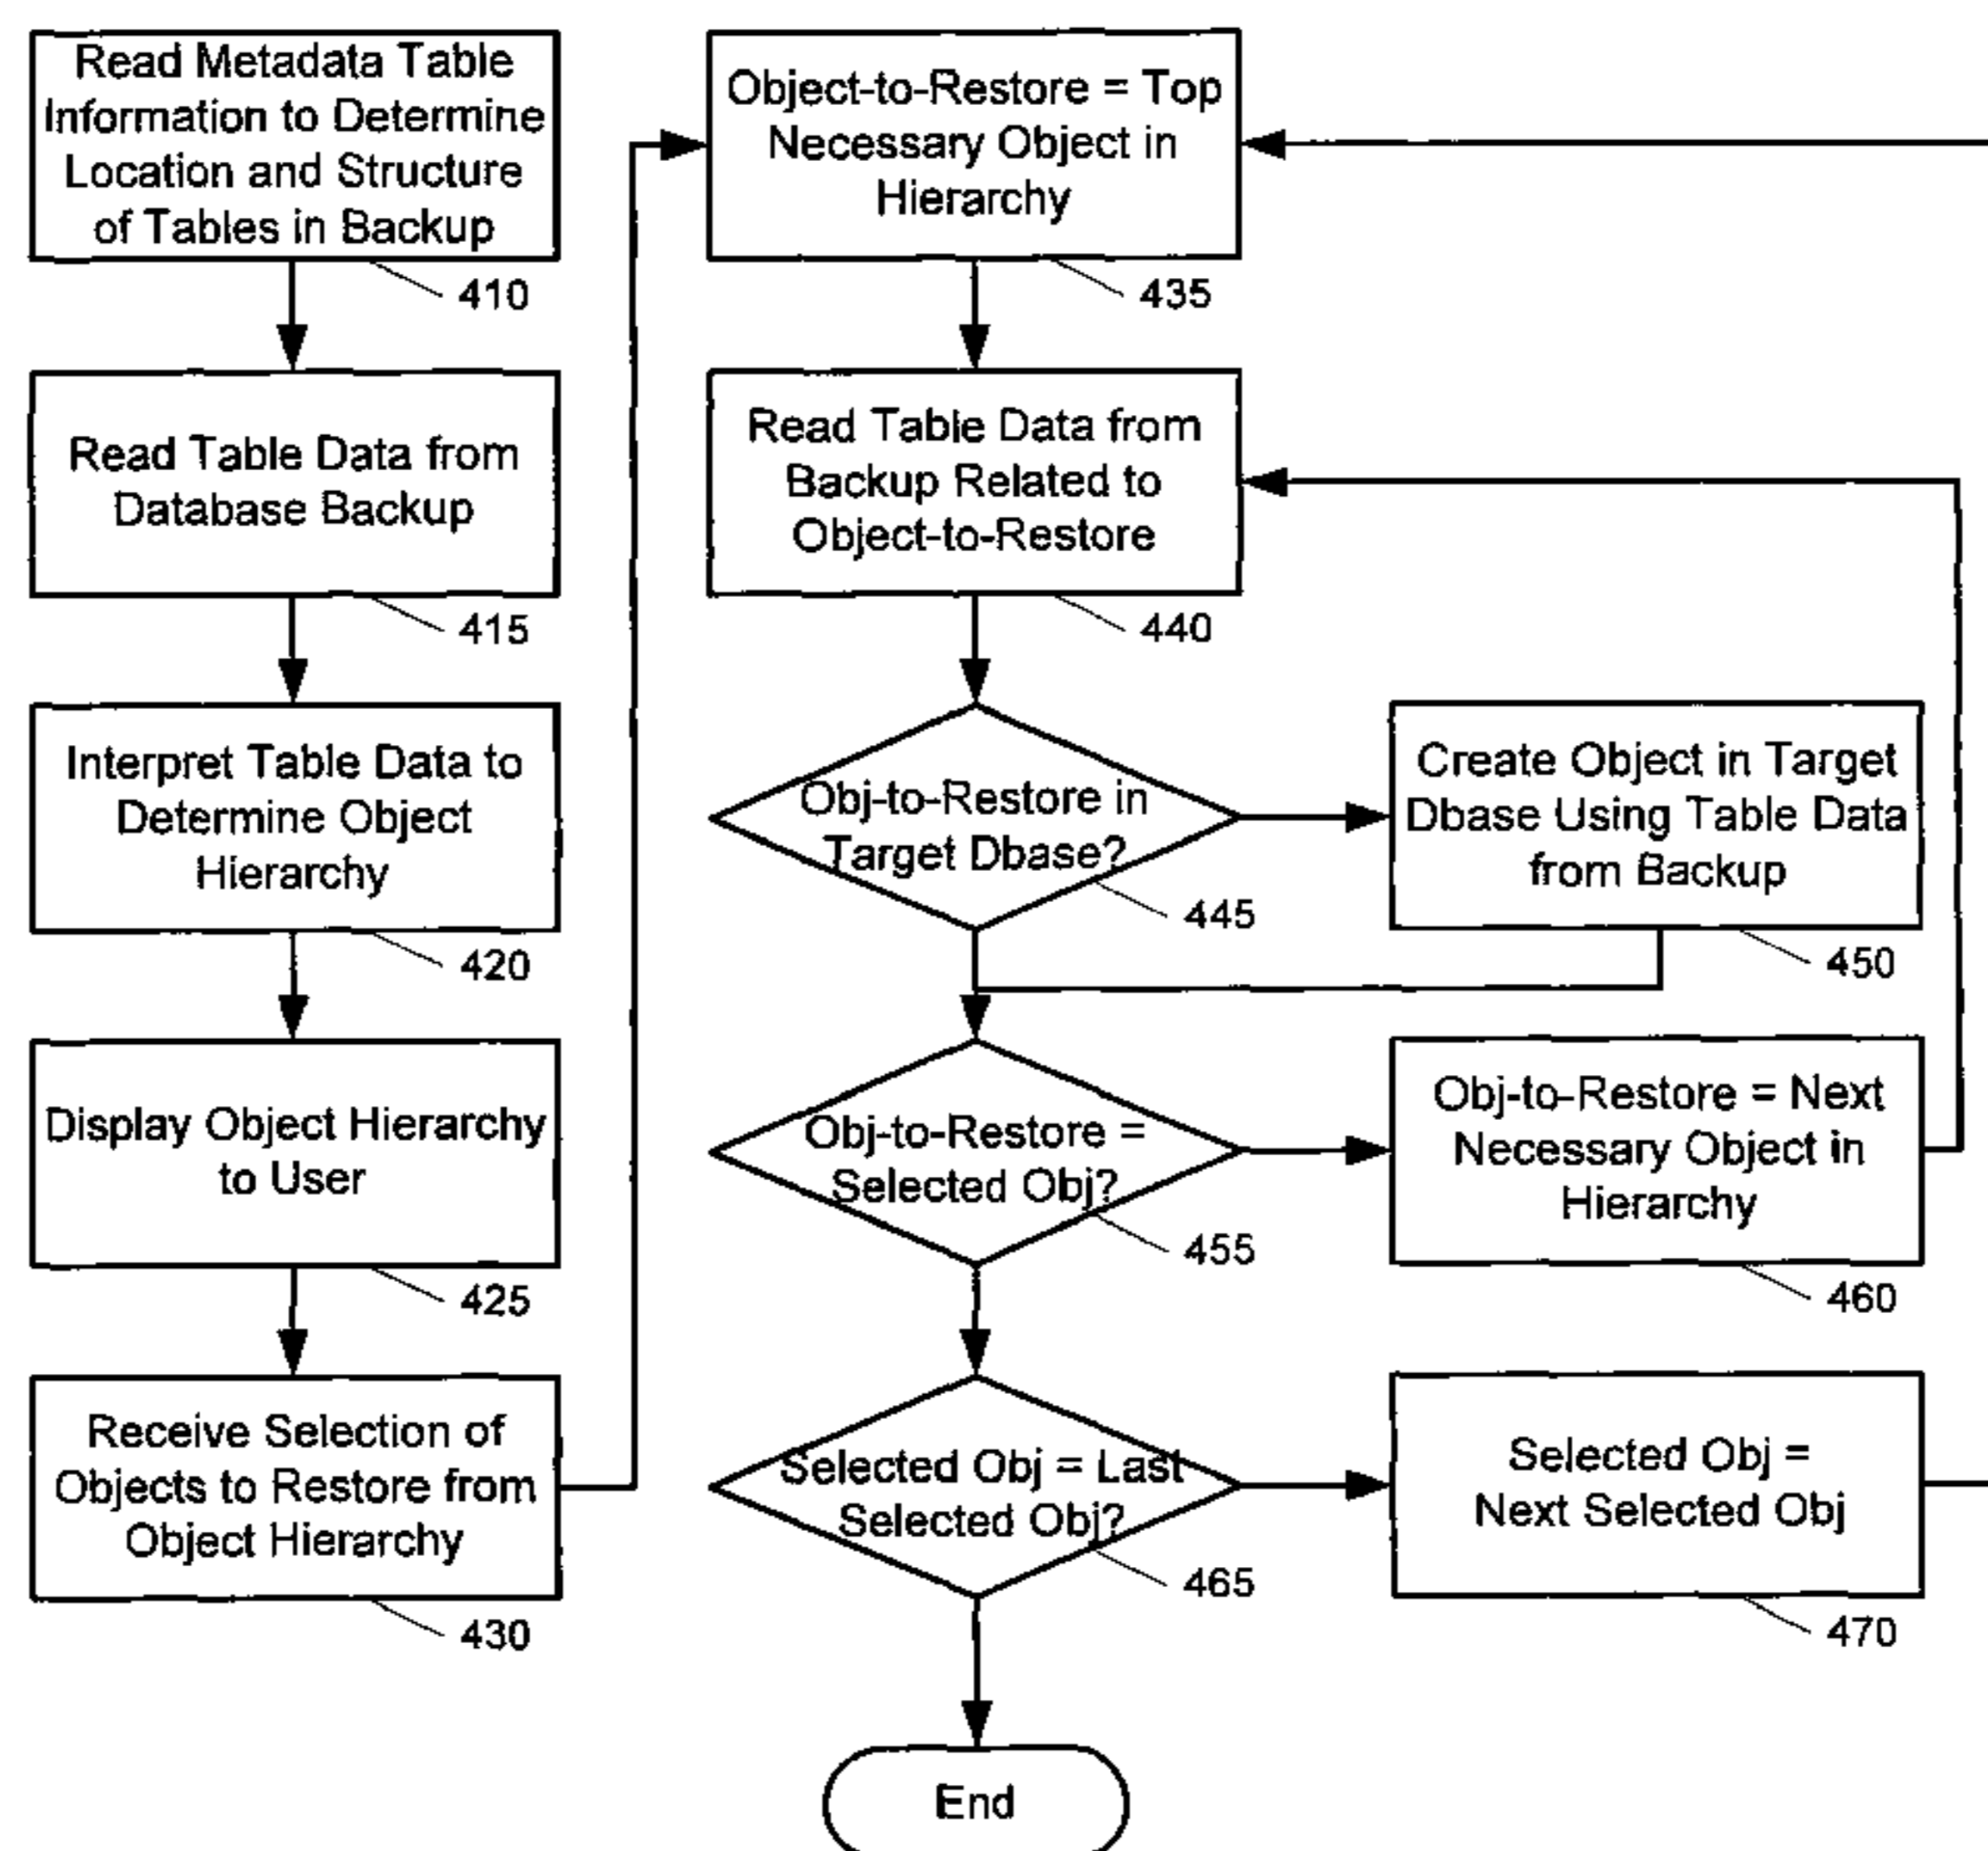 Read Metadata Table
Information to Determine
Location and Structure
of Tables in Backup
410
Read Table Data from
Database Backup
415
Interpret Table Data to
Determine Object
Hierarchy
420
Display Object Hierarchy
to User
425
Receive Selection of
Objects to Restore from
Object Hierarchy
430
Object-to-Restore = Top
Necessary Object in
Hierarchy
435
Read Table Data from
Backup Related to
Object-to-Restore
440
Obj-to-Restore in
Target Dbase?
445
Create Object in Target
Dbase Using Table Data
from Backup
450
Obj-to-Restore =
Selected Obj?
455
Obj-to-Restore = Next
Necessary Object in
Hierarchy
460
Selected Obj = Last
Selected Obj?
465
Selected Obj =
Next Selected Obj
470
End